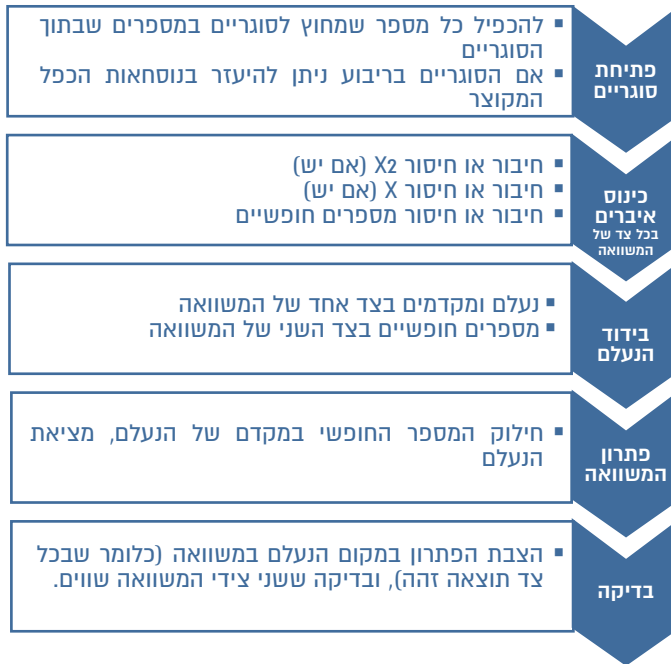 פתיחת
סוגריים
▪ להכפיל כל מספר שמחוץ לסוגריים במספרים שבתוך
הסוגריים
▪ אם הסוגריים בריבוע ניתן להיעזר בנוסחאות הכפל
המקוצר
כינוס
איברים
בכל צד של
המשוואה
▪ חיבור או חיסור X2 (אם יש)
▪ חיבור או חיסור X (אם יש)
▪ חיבור או חיסור מספרים חופשיים
בידוד
הנעלם
▪ נעלם ומקדמים בצד אחד של המשוואה
▪ מספרים חופשיים בצד השני של המשוואה
פתרון
המשוואה
▪ חילוק המספר החופשי במקדם של הנעלם, מציאת
הנעלם
בדיקה
▪ הצבת הפתרון במקום הנעלם במשוואה (כלומר שבכל
צד תוצאה זהה), ובדיקה ששני צידי המשוואה שווים.